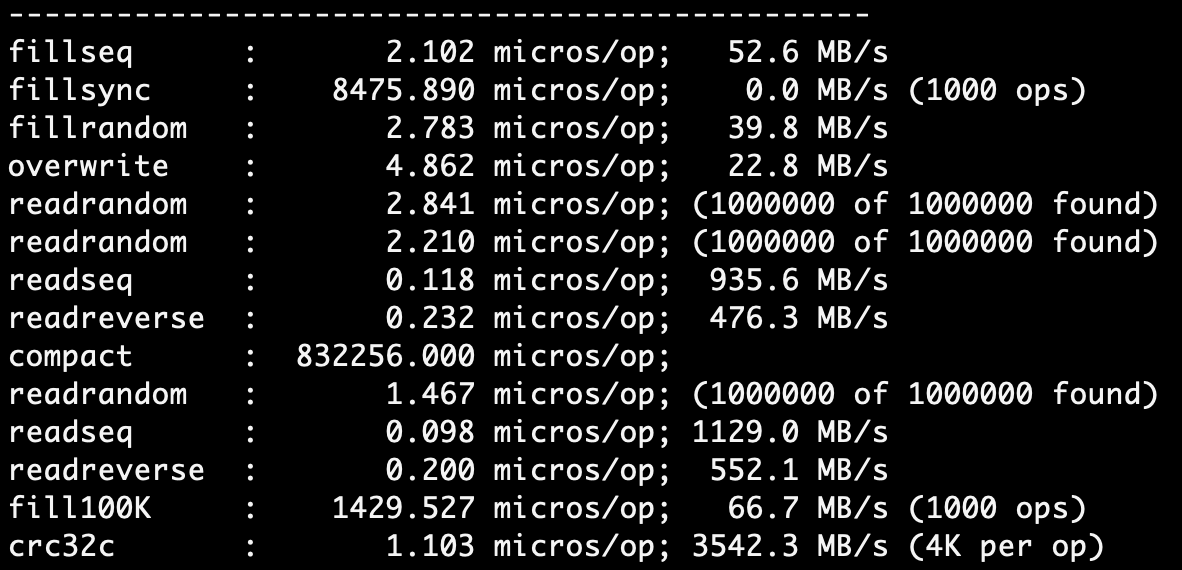 ------------------------------------------------
fillseq      :       2.102 micros/op;   52.6 MB/s
fillsync     :    8475.890 micros/op;    0.0 MB/s (1000 ops)
fillrandom   :       2.783 micros/op;   39.8 MB/s
overwrite    :       4.862 micros/op;   22.8 MB/s
readrandom   :       2.841 micros/op; (1000000 of 1000000 found)
readrandom   :       2.210 micros/op; (1000000 of 1000000 found)
readseq      :       0.118 micros/op;  935.6 MB/s
readreverse  :       0.232 micros/op;  476.3 MB/s
compact      :  832256.000 micros/op;
readrandom   :       1.467 micros/op; (1000000 of 1000000 found)
readseq      :       0.098 micros/op; 1129.0 MB/s
readreverse  :       0.200 micros/op;  552.1 MB/s
fill100K     :    1429.527 micros/op;   66.7 MB/s (1000 ops)
crc32c       :       1.103 micros/op; 3542.3 MB/s (4K per op)